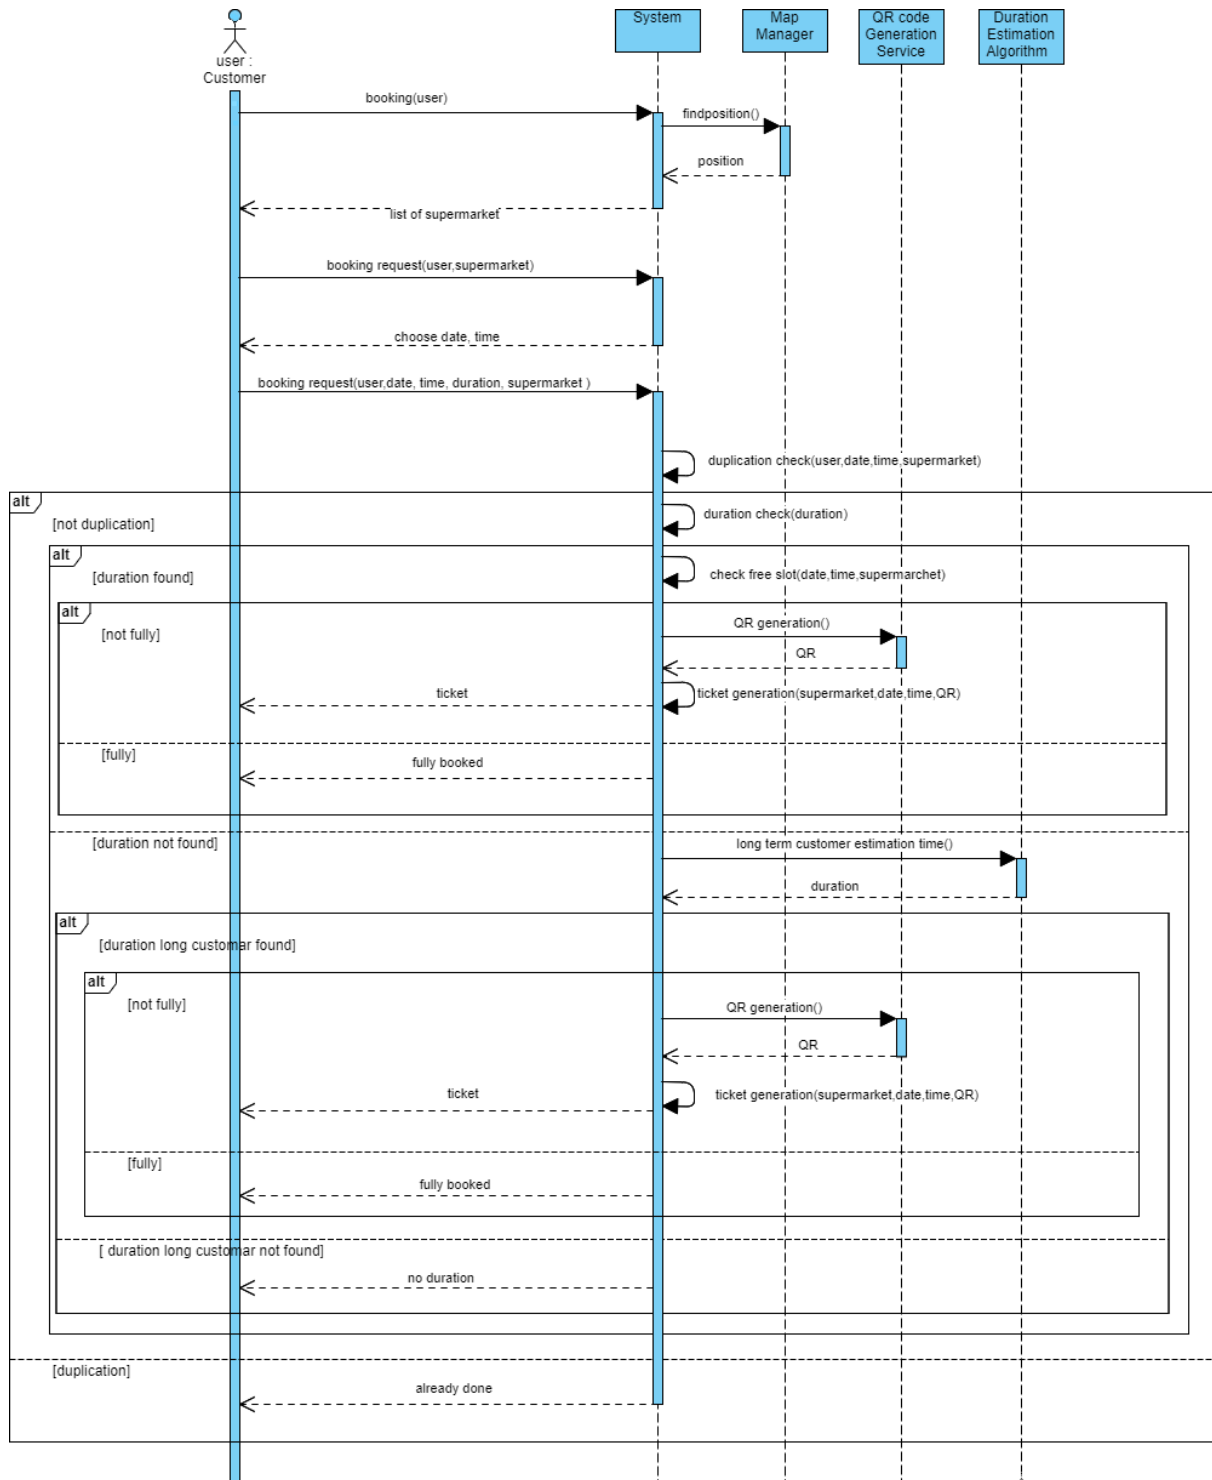 user :
Customer
System
Map
Manager
QR code
Generation
Service
Duration
Estimation
Algorithm
booking(user)
findposition()
position
list of supermarket
booking request(user,supermarket)
choose date, time
booking request(user,date, time, duration, supermarket )
duplication check(user,date,time,supermarket)
alt
[not duplication]
duration check(duration)
alt
[duration found]
check free slot(date,time,supermarchet)
alt
[not fully]
QR generation()
QR
ticket
ticket generation(supermarket,date,time,QR)
[fully]
fully booked
[duration not found]
long term customer estimation time()
duration
alt
[duration long customar found]
alt
[not fully]
QR generation()
QR
ticket
ticket generation(supermarket,date,time,QR)
[fully]
fully booked
[ duration long customar not found]
no duration
[duplication]
already done